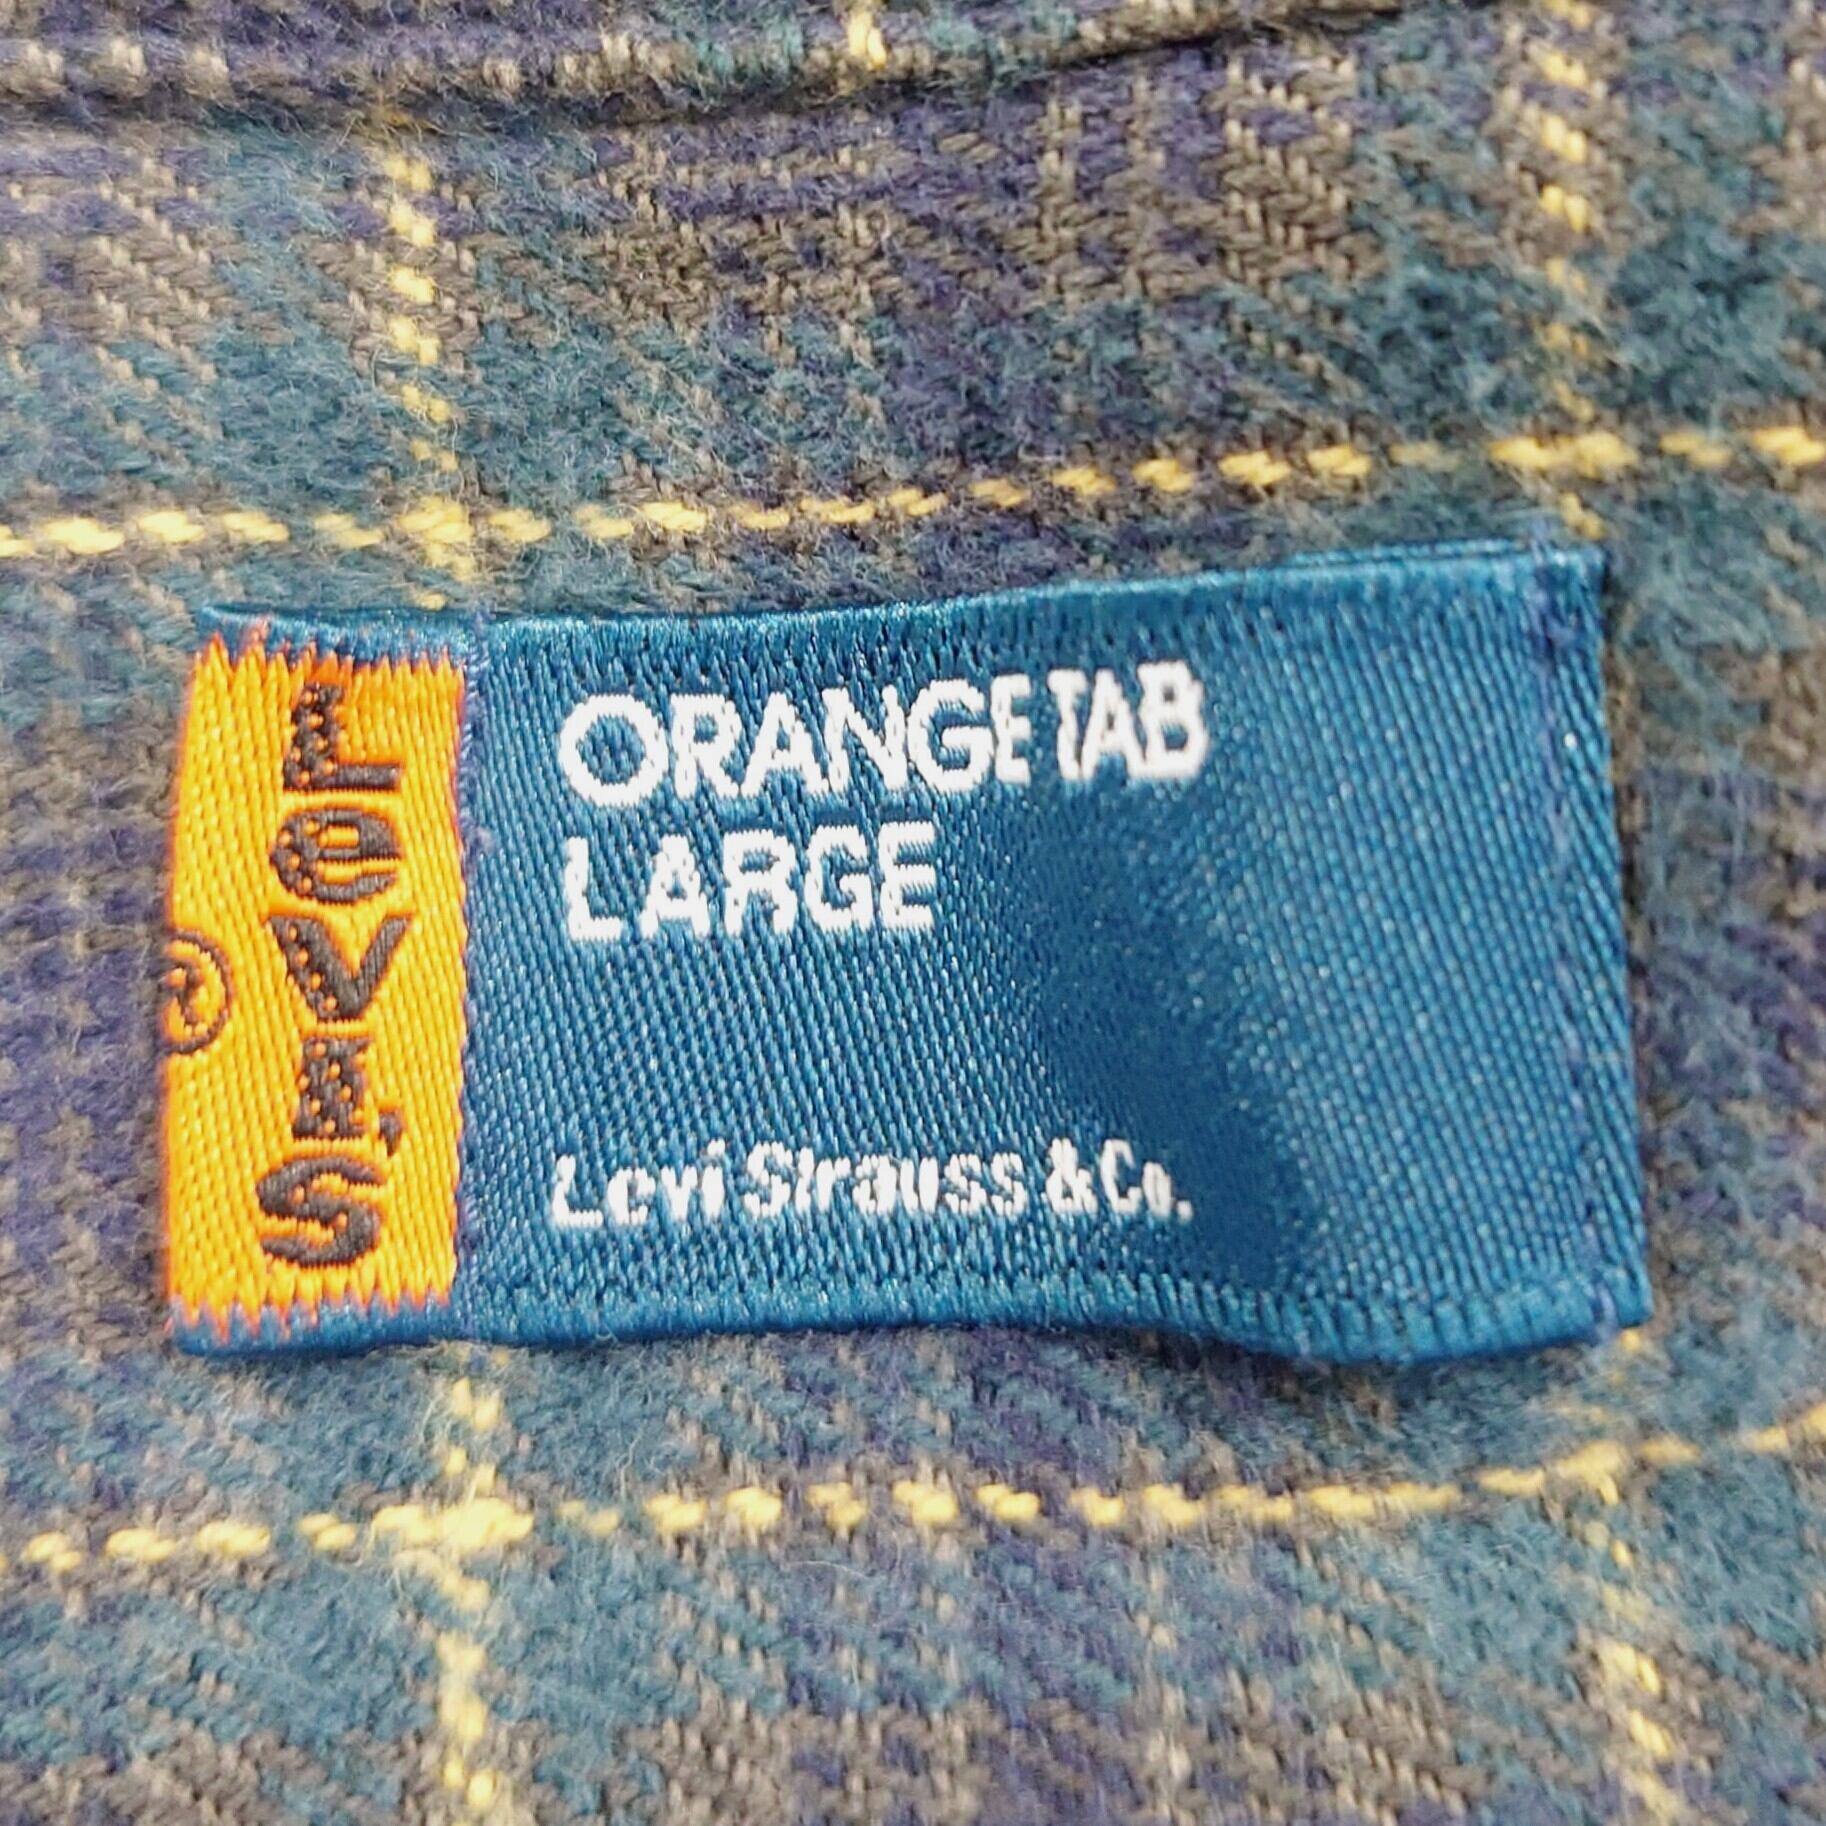 LeVI'S
®
ORANGE TAB
LARGE
Levi Strauss & Co.